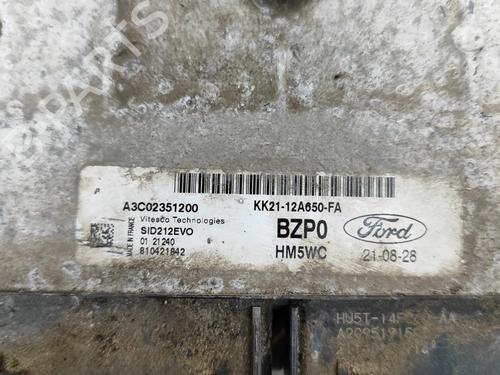 PARTS
A3C02351200 KK21-12A650-FA
Vitesco Technologies
SID212EVO
01 21240
810421842
MADE IN FRANCE
BZP0
HM5WC
Ford
21-08-28